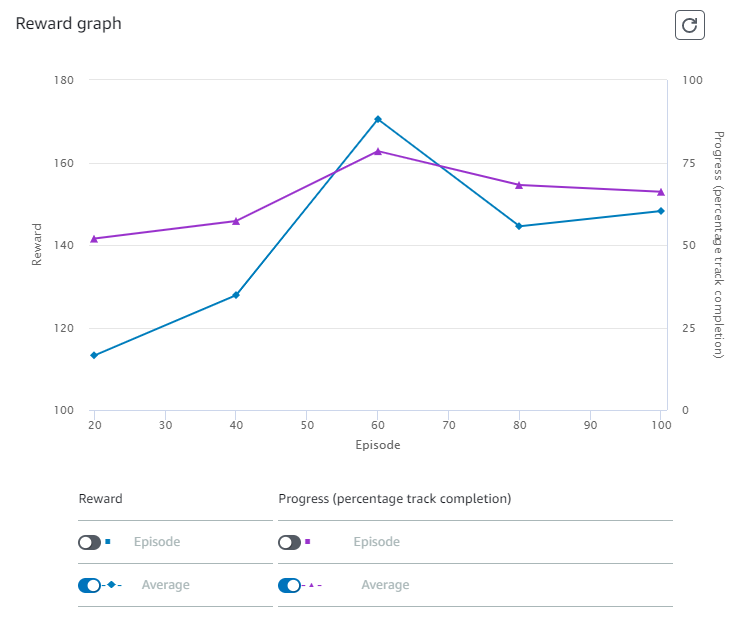 Reward graph
180 100
160 75
140 50
120 25
100 0
Reward
Progress (percentage track completion)
20 30 40 50 60 70 80 90 100
Episode
Reward Progress (percentage track completion)
Episode Episode
Average Average